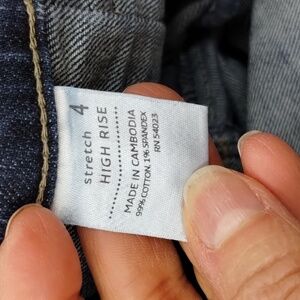 4
stretch
HIGH RISE
MADE IN CAMBODIA
99% COTTON. 1% SPANDEX
RN 54023